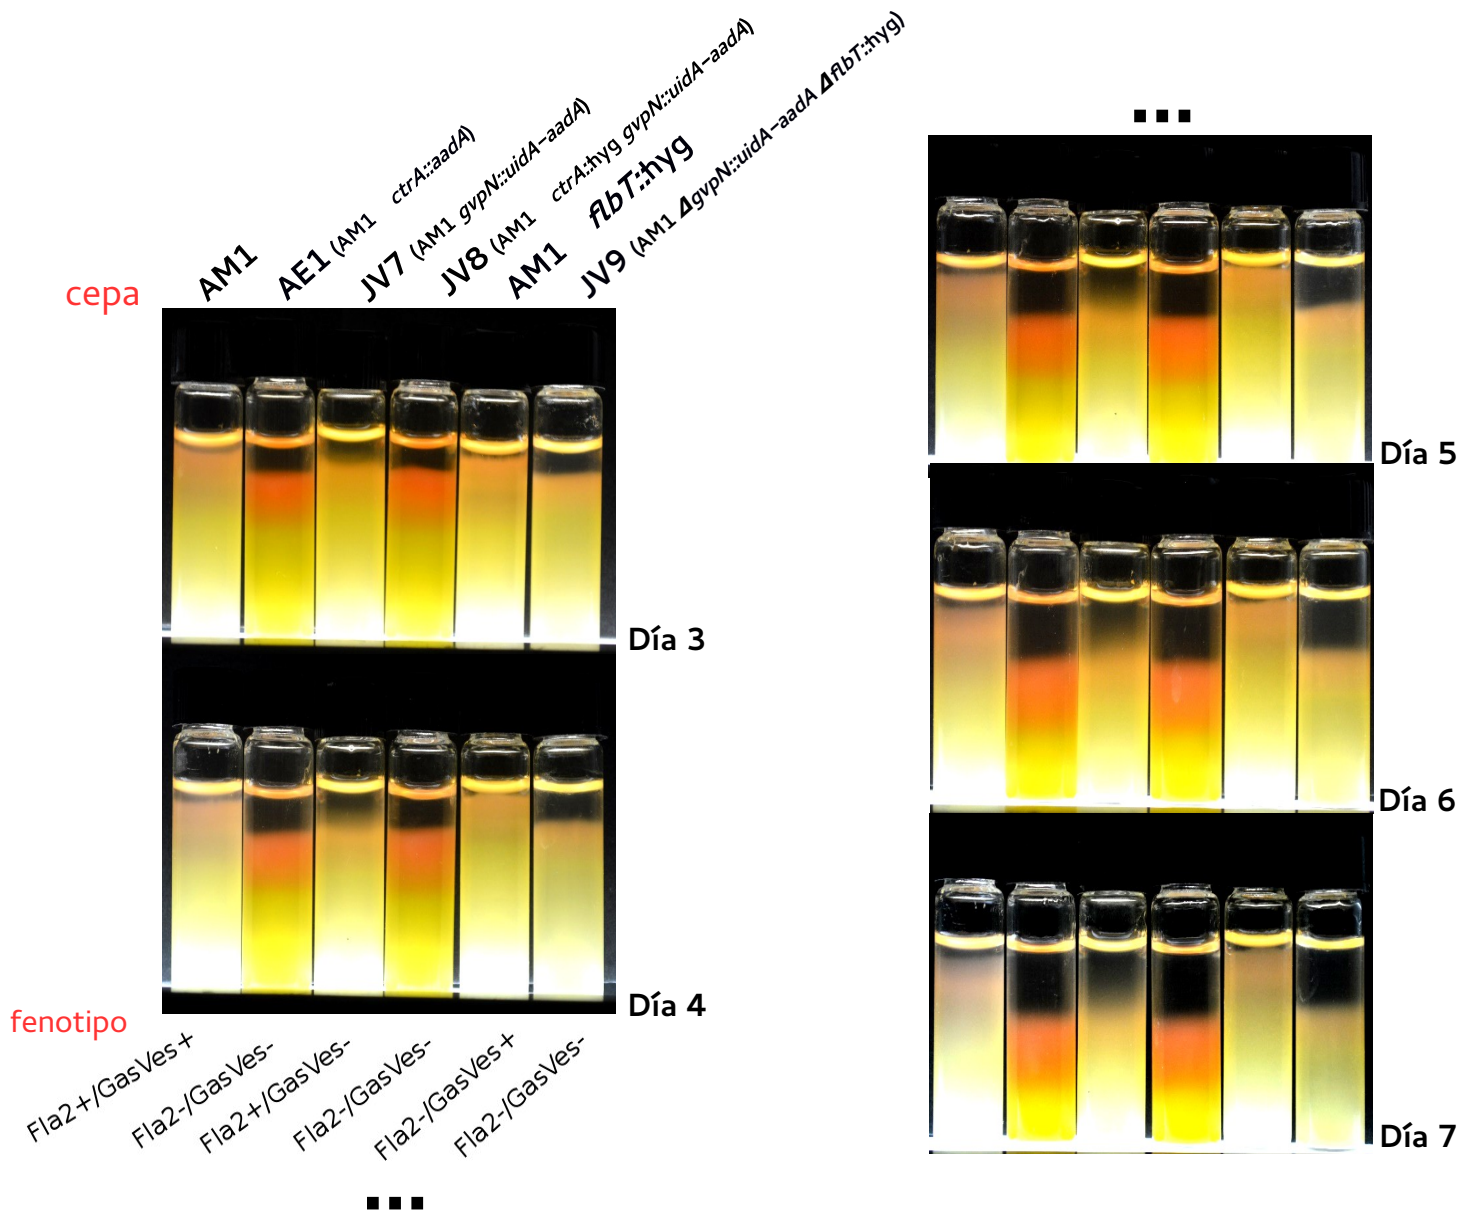 cepa
AM1
AE1 (AM1 ctrA::aadA)
JV7 (AM1 gvpN::uidA-aadA)
JV8 (AM1 ctrA::hyg gvpN::uidA-aadA)
AM1 flbT::hyg
JV9 (AM1 ΔgvpN::uidA-aadA ΔflbT::hyg)
Día 3
Día 4
fenotipo
Fla2+/GasVes+
Fla2-/GasVes-
Fla2+/GasVes-
Fla2-/GasVes-
Fla2-/GasVes+
Fla2-/GasVes-
...
...
Día 5
Día 6
Día 7